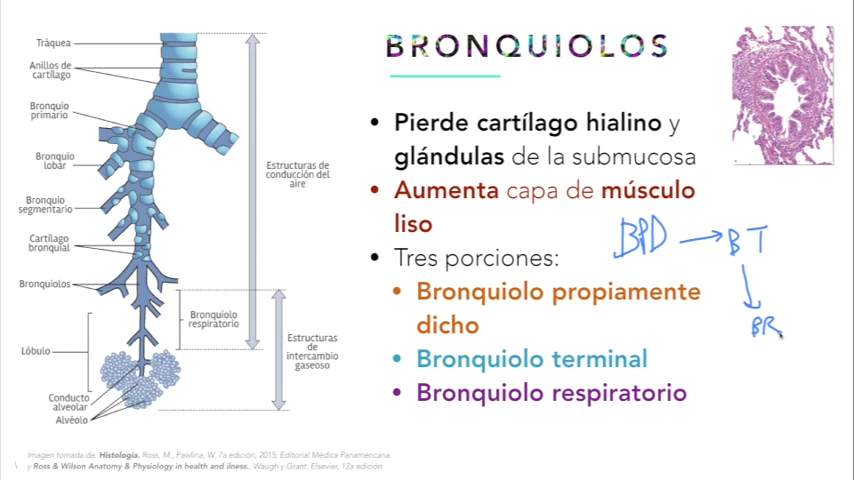 BRONQUIOLOS
Tráquea
Anillos de
cartílago
Bronquio
primario
Bronquio
lobar
Bronquio
segmentario
Cartílago
bronquial
Bronquiolos
Lóbulo
Conducto
alveolar
Alvéolo
Estructuras de
conducción del
aire
Bronquiolo
respiratorio
Estructuras
de
intercambio
gaseoso
• Pierde cartílago hialino y
glándulas de la submucosa
• Aumenta capa de músculo
liso
• Tres porciones:
• Bronquiolo propiamente
dicho
• Bronquiolo terminal
• Bronquiolo respiratorio
BPD → BT
BR
Imagen tomada de: Histología. Ross, M., Pawlina, W. 7a edición, 2015; Editorial Médica Panamericana
y Ross & Wilson Anatomy & Physiology in health and ilness., Waugh y Grant. Elsevier, 12a edición